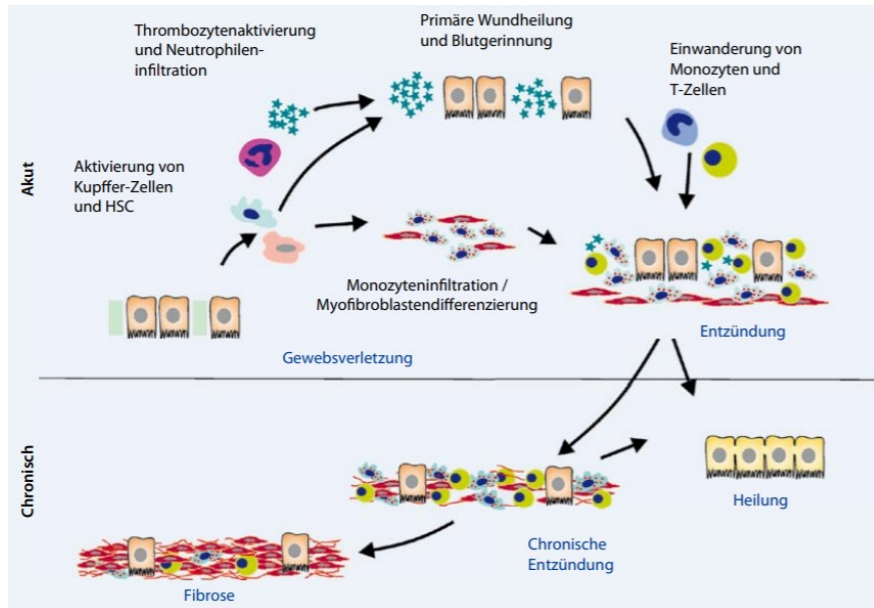 Thrombozytenaktivierung
und Neutrophilen-
infiltration
Primäre Wundheilung
und Blutgerinnung
Einwanderung von
Monozyten und
T-Zellen
Akut
Aktivierung von
Kupffer-Zellen
und HSC
Monozyteninfiltration /
Myofibroblastendifferenzierung
Gewebsverletzung
Entzündung
Chronisch
Heilung
Chronische
Entzündung
Fibrose